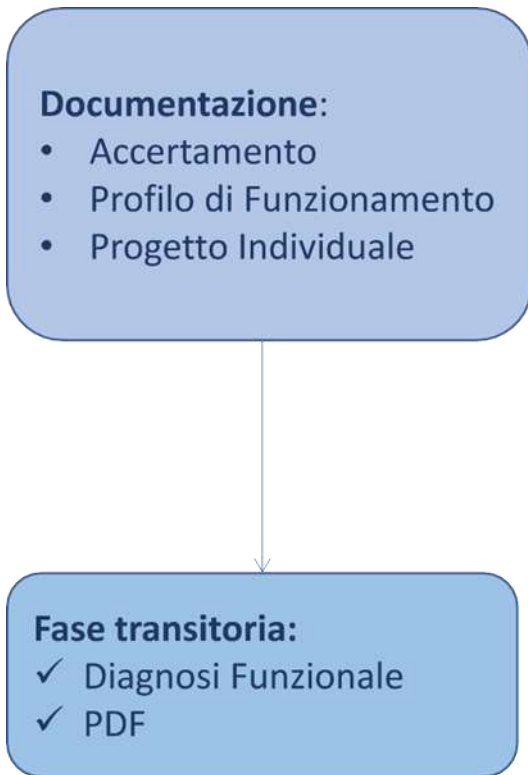 Documentazione:
• Accertamento
• Profilo di Funzionamento
• Progetto Individuale
Fase transitoria:
✓ Diagnosi Funzionale
✓ PDF